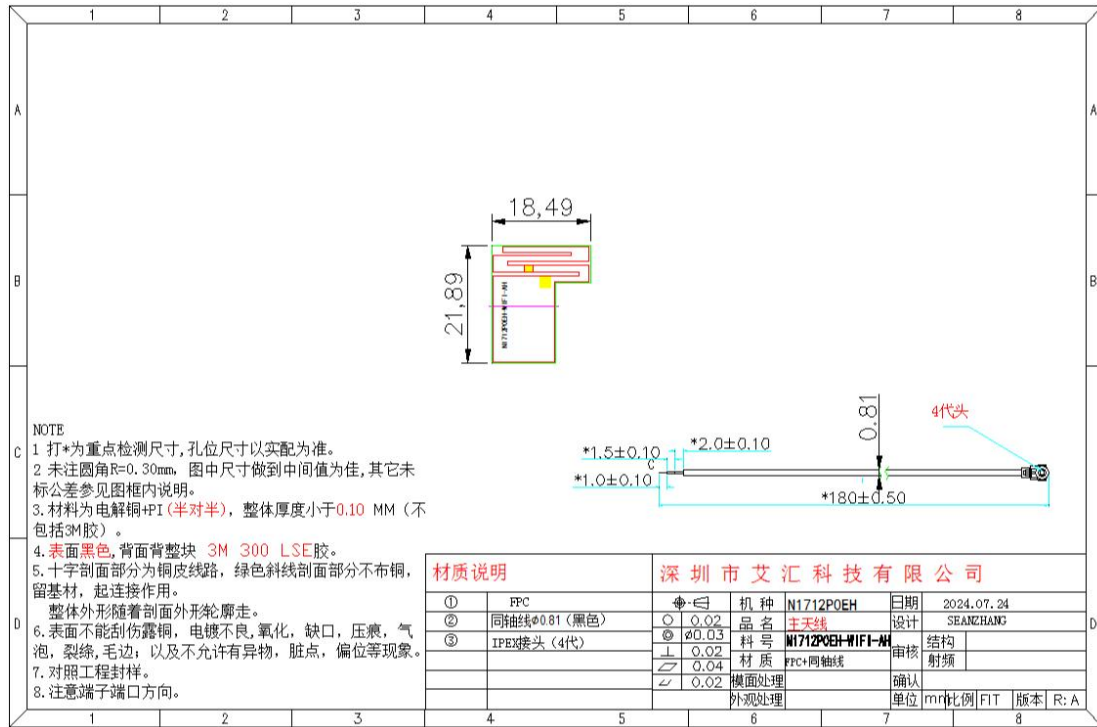 1 2 3 4 5 6 7 8
A A
18,49
B B
21,89
N1712POEH-WIFI-AH
C C
4代头
0.81
*1.5±0.10
*2.0±0.10
C
*1.0±0.10
*180±0.50
NOTE
1 打*为重点检测尺寸,孔位尺寸以实配为准。
2 未注圆角R=0.30mm, 图中尺寸做到中间值为佳,其它未
标公差参见图框内说明。
3.材料为电解铜+PI(半对半),整体厚度小于0.10 MM(不
包括3M胶)。
4.表面黑色,背面背整块 3M 300 LSE胶。
5.十字剖面部分为铜皮线路,绿色斜线剖面部分不布铜,
留基材,起连接作用。
整体外形随着剖面外形轮廓走。
6.表面不能刮伤露铜,电镀不良,氧化,缺口,压痕,气
泡,裂绦,毛边;以及不允许有异物,脏点,偏位等现象。
7.对照工程封样。
8.注意端子端口方向。
D D
材质说明
① FPC
② 同轴线Φ0.81(黑色)
③ IPEX接头(4代)
深圳市艾汇科技有限公司
机种 N1712POEH 日期 2024.07.24
○ 0.02 品名 主天线 设计 SEANZHANG
◎ Ø0.03 料号 N1712POEH-WIFI-AH 审核 结构
⊥ 0.02 材质 FPC+同轴线 射频
▱ 0.04 模面处理 确认
∠ 0.02 外观处理 单位 mm 比例 FIT 版本 R:A
1 2 3 4 5 6 7 8